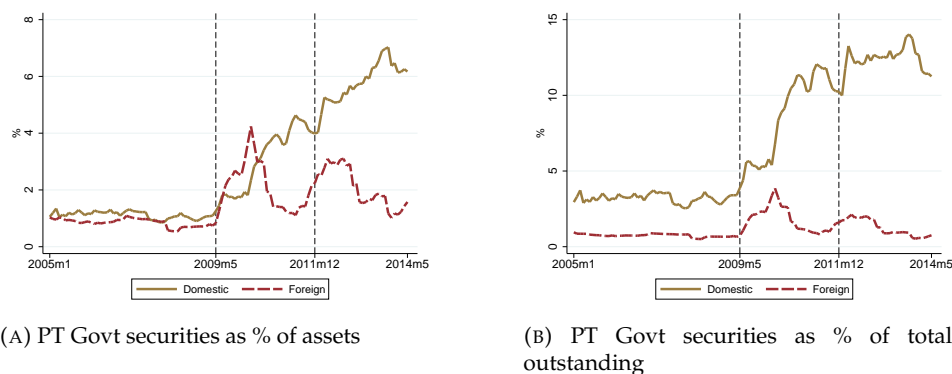 8
6
4
2
0
%
2005m1 2009m5 2011m12 2014m5
Domestic Foreign
(A) PT Govt securities as % of assets
15
10
5
0
%
2005m1 2009m5 2011m12 2014m5
Domestic Foreign
(B) PT Govt securities as % of total
outstanding